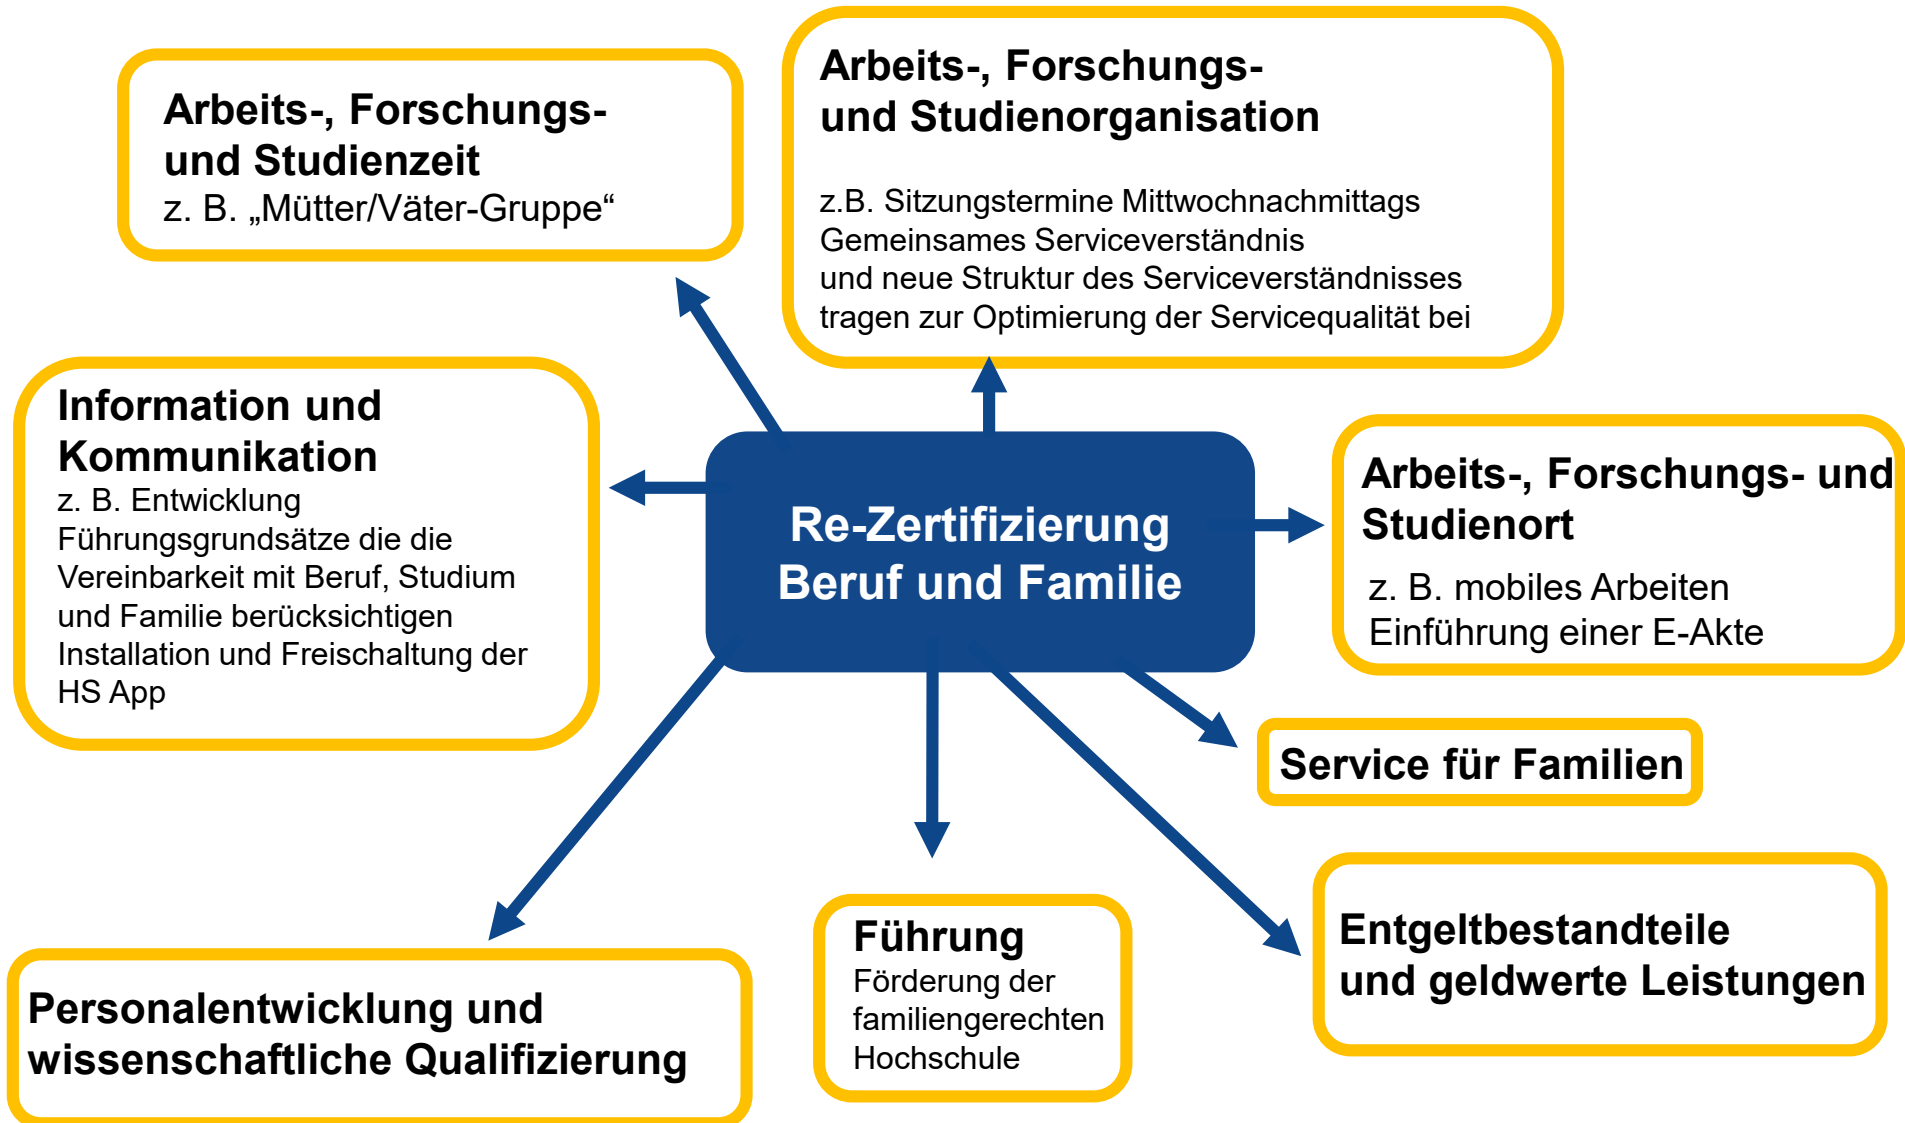 Arbeits-, Forschungs-
und Studienzeit
z. B. „Mütter/Väter-Gruppe“
Arbeits-, Forschungs-
und Studienorganisation
z.B. Sitzungstermine Mittwochnachmittags
Gemeinsames Serviceverständnis
und neue Struktur des Serviceverständnisses
tragen zur Optimierung der Servicequalität bei
Information und
Kommunikation
z. B. Entwicklung
Führungsgrundsätze die die
Vereinbarkeit mit Beruf, Studium
und Familie berücksichtigen
Installation und Freischaltung der
HS App
Re-Zertifizierung
Beruf und Familie
Arbeits-, Forschungs- und
Studienort
z. B. mobiles Arbeiten
Einführung einer E-Akte
Service für Familien
Personalentwicklung und
wissenschaftliche Qualifizierung
Führung
Förderung der
familiengerechten
Hochschule
Entgeltbestandteile
und geldwerte Leistungen